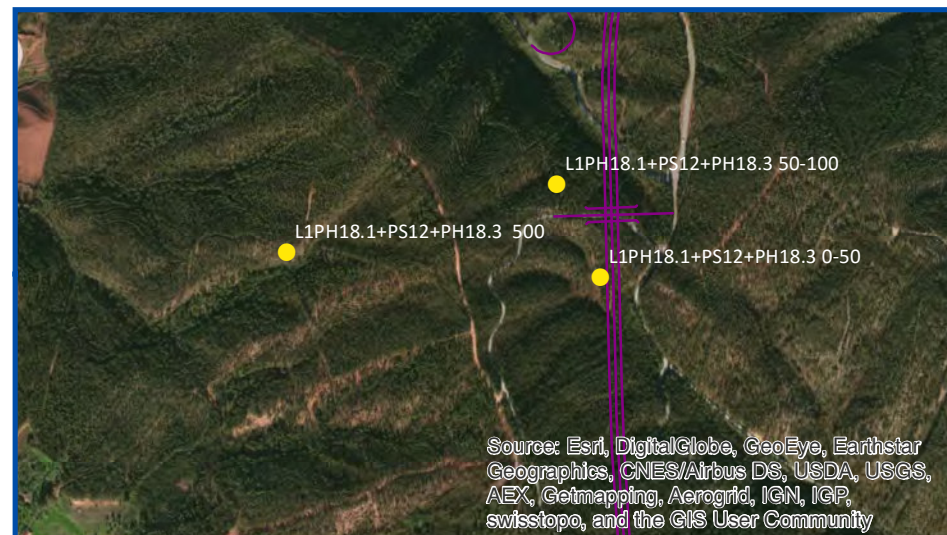 L1PH18.1+PS12+PH18.3 50-100
L1PH18.1+PS12+PH18.3  500
L1PH18.1+PS12+PH18.3 0-50
Source: Esri, DigitalGlobe, GeoEye, Earthstar
Geographics, CNES/Airbus DS, USDA, USGS,
AEX, Getmapping, Aerogrid, IGN, IGP,
swisstopo, and the GIS User Community